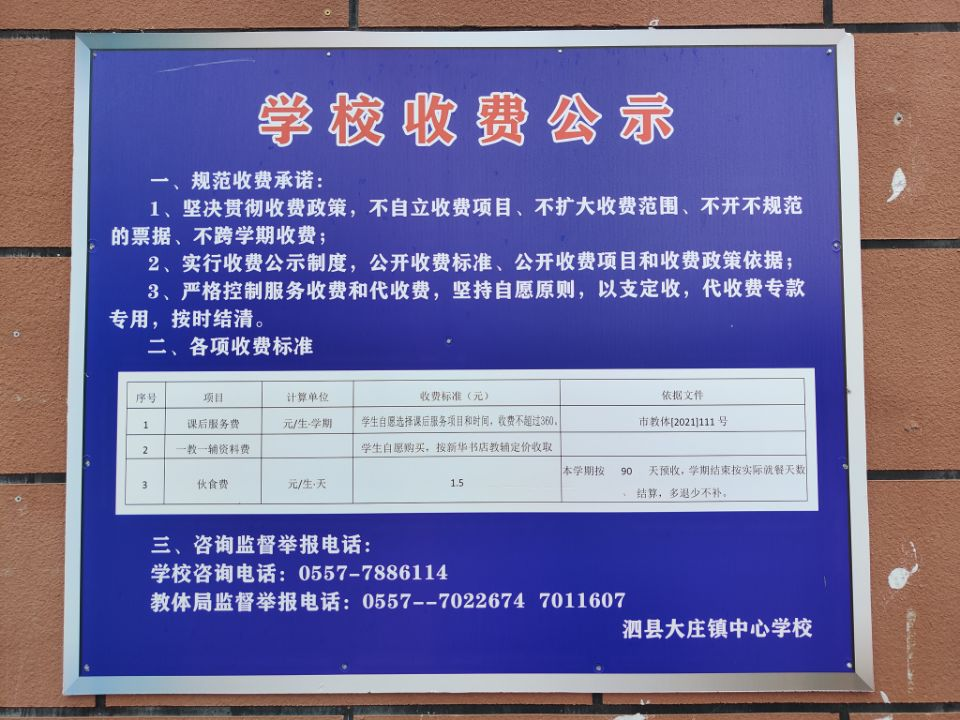 学校收费公示
一、规范收费承诺：
1、坚决贯彻收费政策，不自立收费项目、不扩大收费范围、不开不规范
的票据、不跨学期收费；
2、实行收费公示制度，公开收费标准、公开收费项目和收费政策依据；
3、严格控制服务收费和代收费，坚持自愿原则，以支定收，代收费专款
专用，按时结清。
二、各项收费标准
序号 项目 计算单位 收费标准（元） 依据文件
1 课后服务费 元/生·学期 学生自愿选择课后服务项目和时间，收费不超过360。 市教体[2021]111 号
2 一教一辅资料费 学生自愿购买，按新华书店教辅定价收取
3 伙食费 元/生·天 1.5 本学期按 90 天预收，学期结束按实际就餐天数
、结算，多退少不补。
三、咨询监督举报电话：
学校咨询电话：0557-7886114
教体局监督举报电话：0557--7022674 7011607
泗县大庄镇中心学校